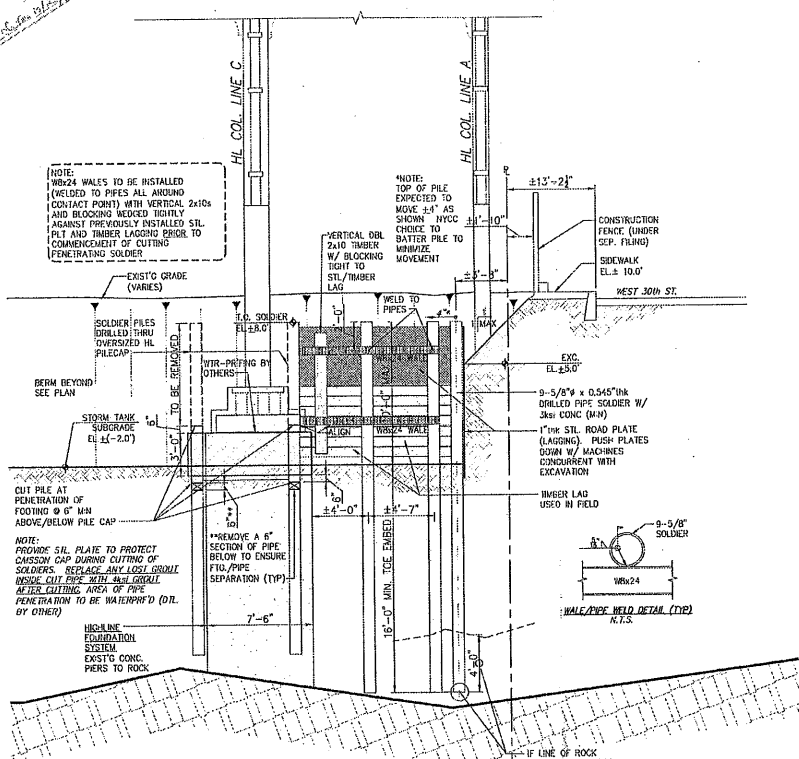 HL COL. LINE C
HL COL. LINE A
NOTE:
W8x24 WALES TO BE INSTALLED
(WELDED TO PIPES ALL AROUND
CONTACT POINT) WITH VERTICAL 2x10s
AND BLOCKING WEDGED TIGHTLY
AGAINST PREVIOUSLY INSTALLED STL.
PLT AND TIMBER LAGGING PRIOR TO
COMMENCEMENT OF CUTTING
PENETRATING SOLDIER
*NOTE:
TOP OF PILE
EXPECTED TO
MOVE ±4" AS
SHOWN NYCC
CHOICE TO
BATTER PILE TO
MINIMIZE
MOVEMENT
±13'-2½"
±1'-10"
CONSTRUCTION
FENCE (UNDER
SEP. FILING)
SIDEWALK
EL.± 10.0'
WEST 30th ST.
VERTICAL DBL
2x10 TIMBER
W/ BLOCKING
TIGHT TO
STL/TIMBER
LAG
EXIST'G GRADE
(VARIES)
WELD TO
PIPES
4"*
MAX
T.O. SOLDIER
EL.±8.0'
SOLDIER PILES
DRILLED THRU
OVERSIZED HL
PILECAP
TO BE REMOVED
3'-0"
WTR-PRFING BY
OTHERS
W8x24 WALE
EXC.
EL.±5.0'
BERM BEYOND
SEE PLAN
9-5/8"ø x 0.545"thk
DRILLED PIPE SOLDIER W/
3ksi CONC (MIN)
STORM TANK
SUBGRADE
EL ±(-2.0')
6"
ALIGN
W8x24 WALE
1"thk STL. ROAD PLATE
(LAGGING). PUSH PLATES
DOWN W/ MACHINES
CONCURRENT WITH
EXCAVATION
CUT PILE AT
PENETRATION OF
FOOTING @ 6" MIN
ABOVE/BELOW PILE CAP
6"**
6"
±4'-0"
±4'-7"
TIMBER LAG
USED IN FIELD
9-5/8"
SOLDIER
W8x24
WALE/PIPE WELD DETAIL (TYP)
N.T.S.
**REMOVE A 6"
SECTION OF PIPE
BELOW TO ENSURE
FTG./PIPE
SEPARATION (TYP)
NOTE:
PROVIDE STL. PLATE TO PROTECT
CAISSON CAP DURING CUTTING OF
SOLDIERS. REPLACE ANY LOST GROUT
INSIDE CUT PIPE WITH 4ksi GROUT
AFTER CUTTING. AREA OF PIPE
PENETRATION TO BE WATERPRF'D (DTL.
BY OTHER)
16'-0" MIN. TOE EMBED
7'-6"
HIGHLINE
FOUNDATION
SYSTEM
EXIST'G CONC.
PIERS TO ROCK
4'-0"
IF LINE OF ROCK